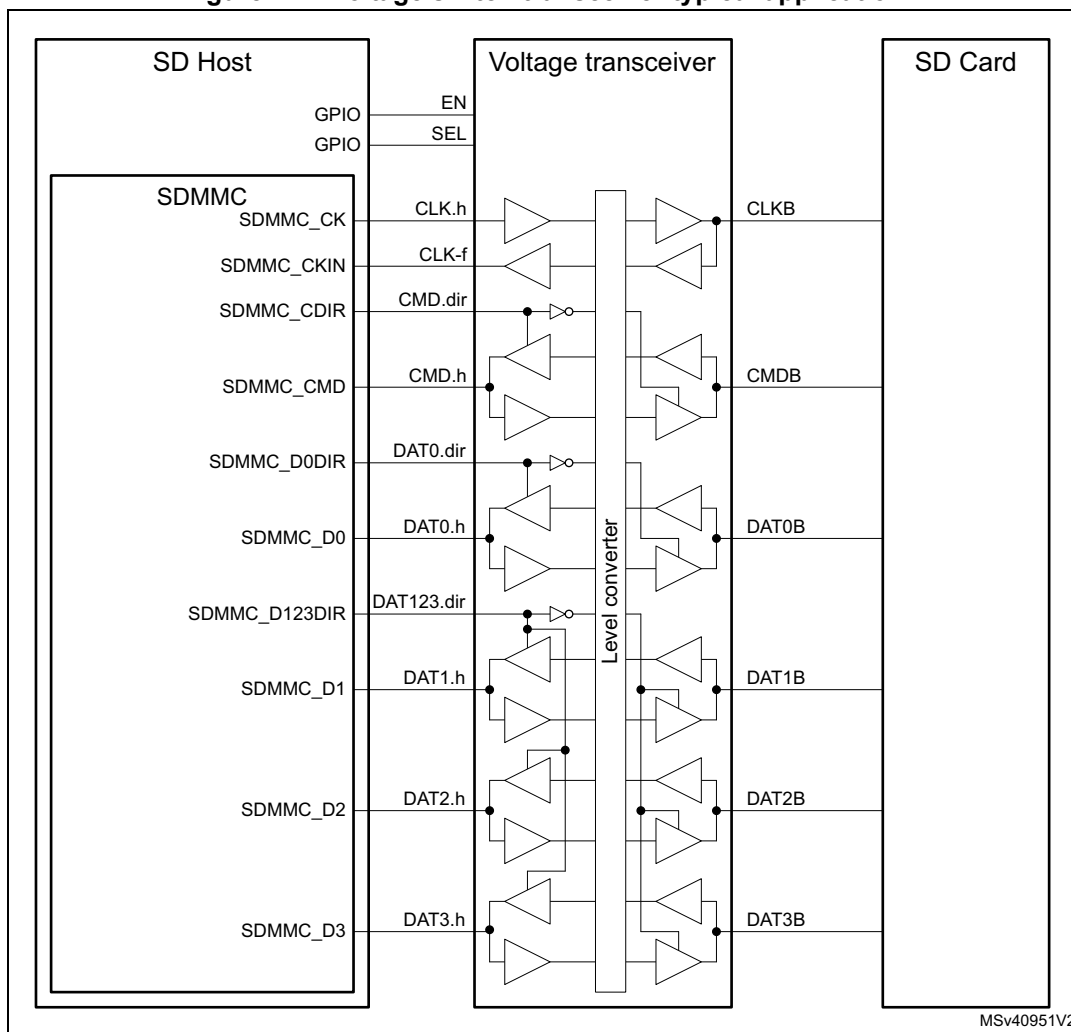 SD Host
Voltage transceiver
SD Card
GPIO
EN
GPIO
SEL
SDMMC
SDMMC_CK
CLK.h
CLKB
SDMMC_CKIN
CLK-f
SDMMC_CDIR
CMD.dir
SDMMC_CMD
CMD.h
CMDB
SDMMC_D0DIR
DAT0.dir
SDMMC_D0
DAT0.h
DAT0B
Level converter
SDMMC_D123DIR
DAT123.dir
SDMMC_D1
DAT1.h
DAT1B
SDMMC_D2
DAT2.h
DAT2B
SDMMC_D3
DAT3.h
DAT3B
MSv40951V2